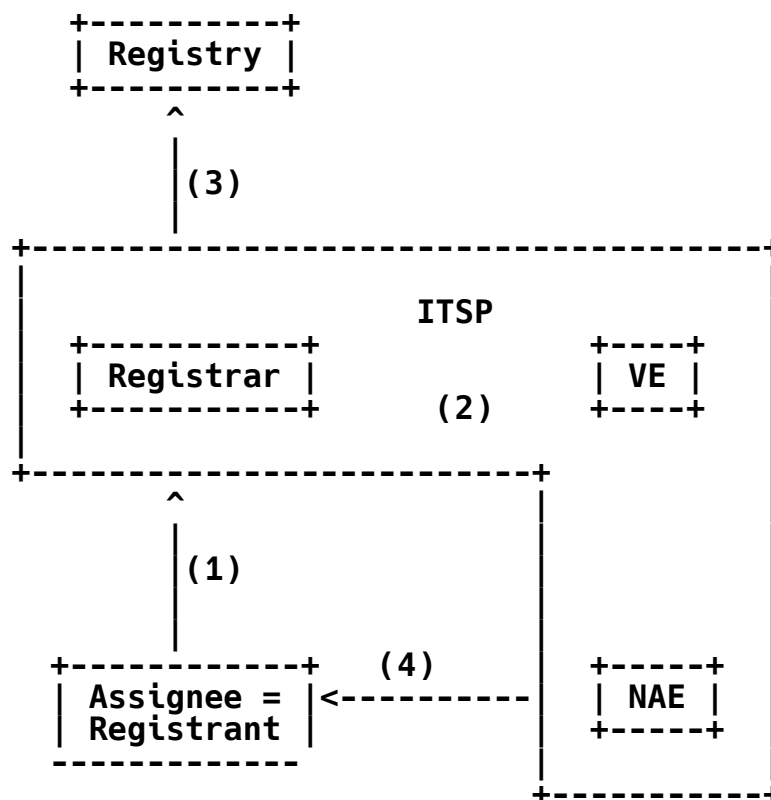 Registry
(3)
ITSP
Registrar
VE
(2)
(1)
(4)
Assignee =
Registrant
NAE